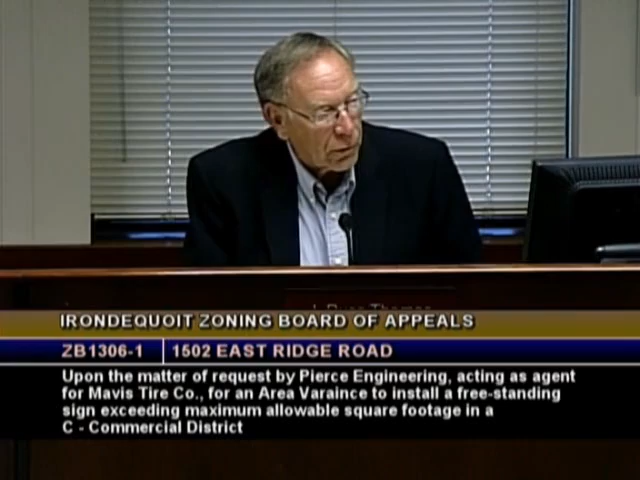 IRONDEQUOIT ZONING BOARD OF APPEALS
ZB1306-1 1502 EAST RIDGE ROAD
Upon the matter of request by Pierce Engineering, acting as agent
for Mavis Tire Co., for an Area Varaince to install a free-standing
sign exceeding maximum allowable square footage in a
C - Commercial District